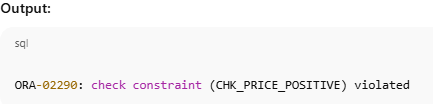 Output:
sql
ORA-02290: check constraint (CHK_PRICE_POSITIVE) violated